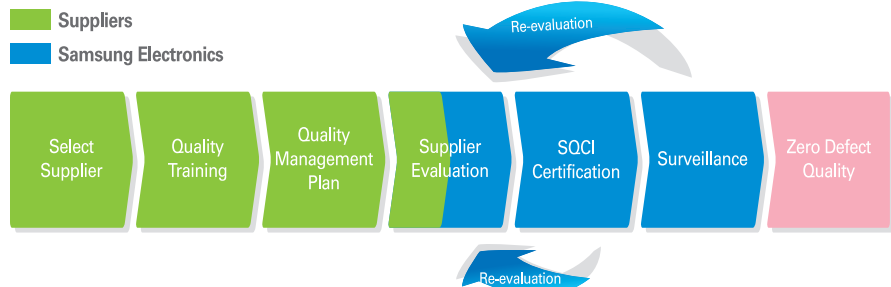 Suppliers
Samsung Electronics
Re-evaluation
Select
Supplier
Quality
Training
Quality
Management
Plan
Supplier
Evaluation
SQCI
Certification
Surveillance
Zero Defect
Quality
Re-evaluation